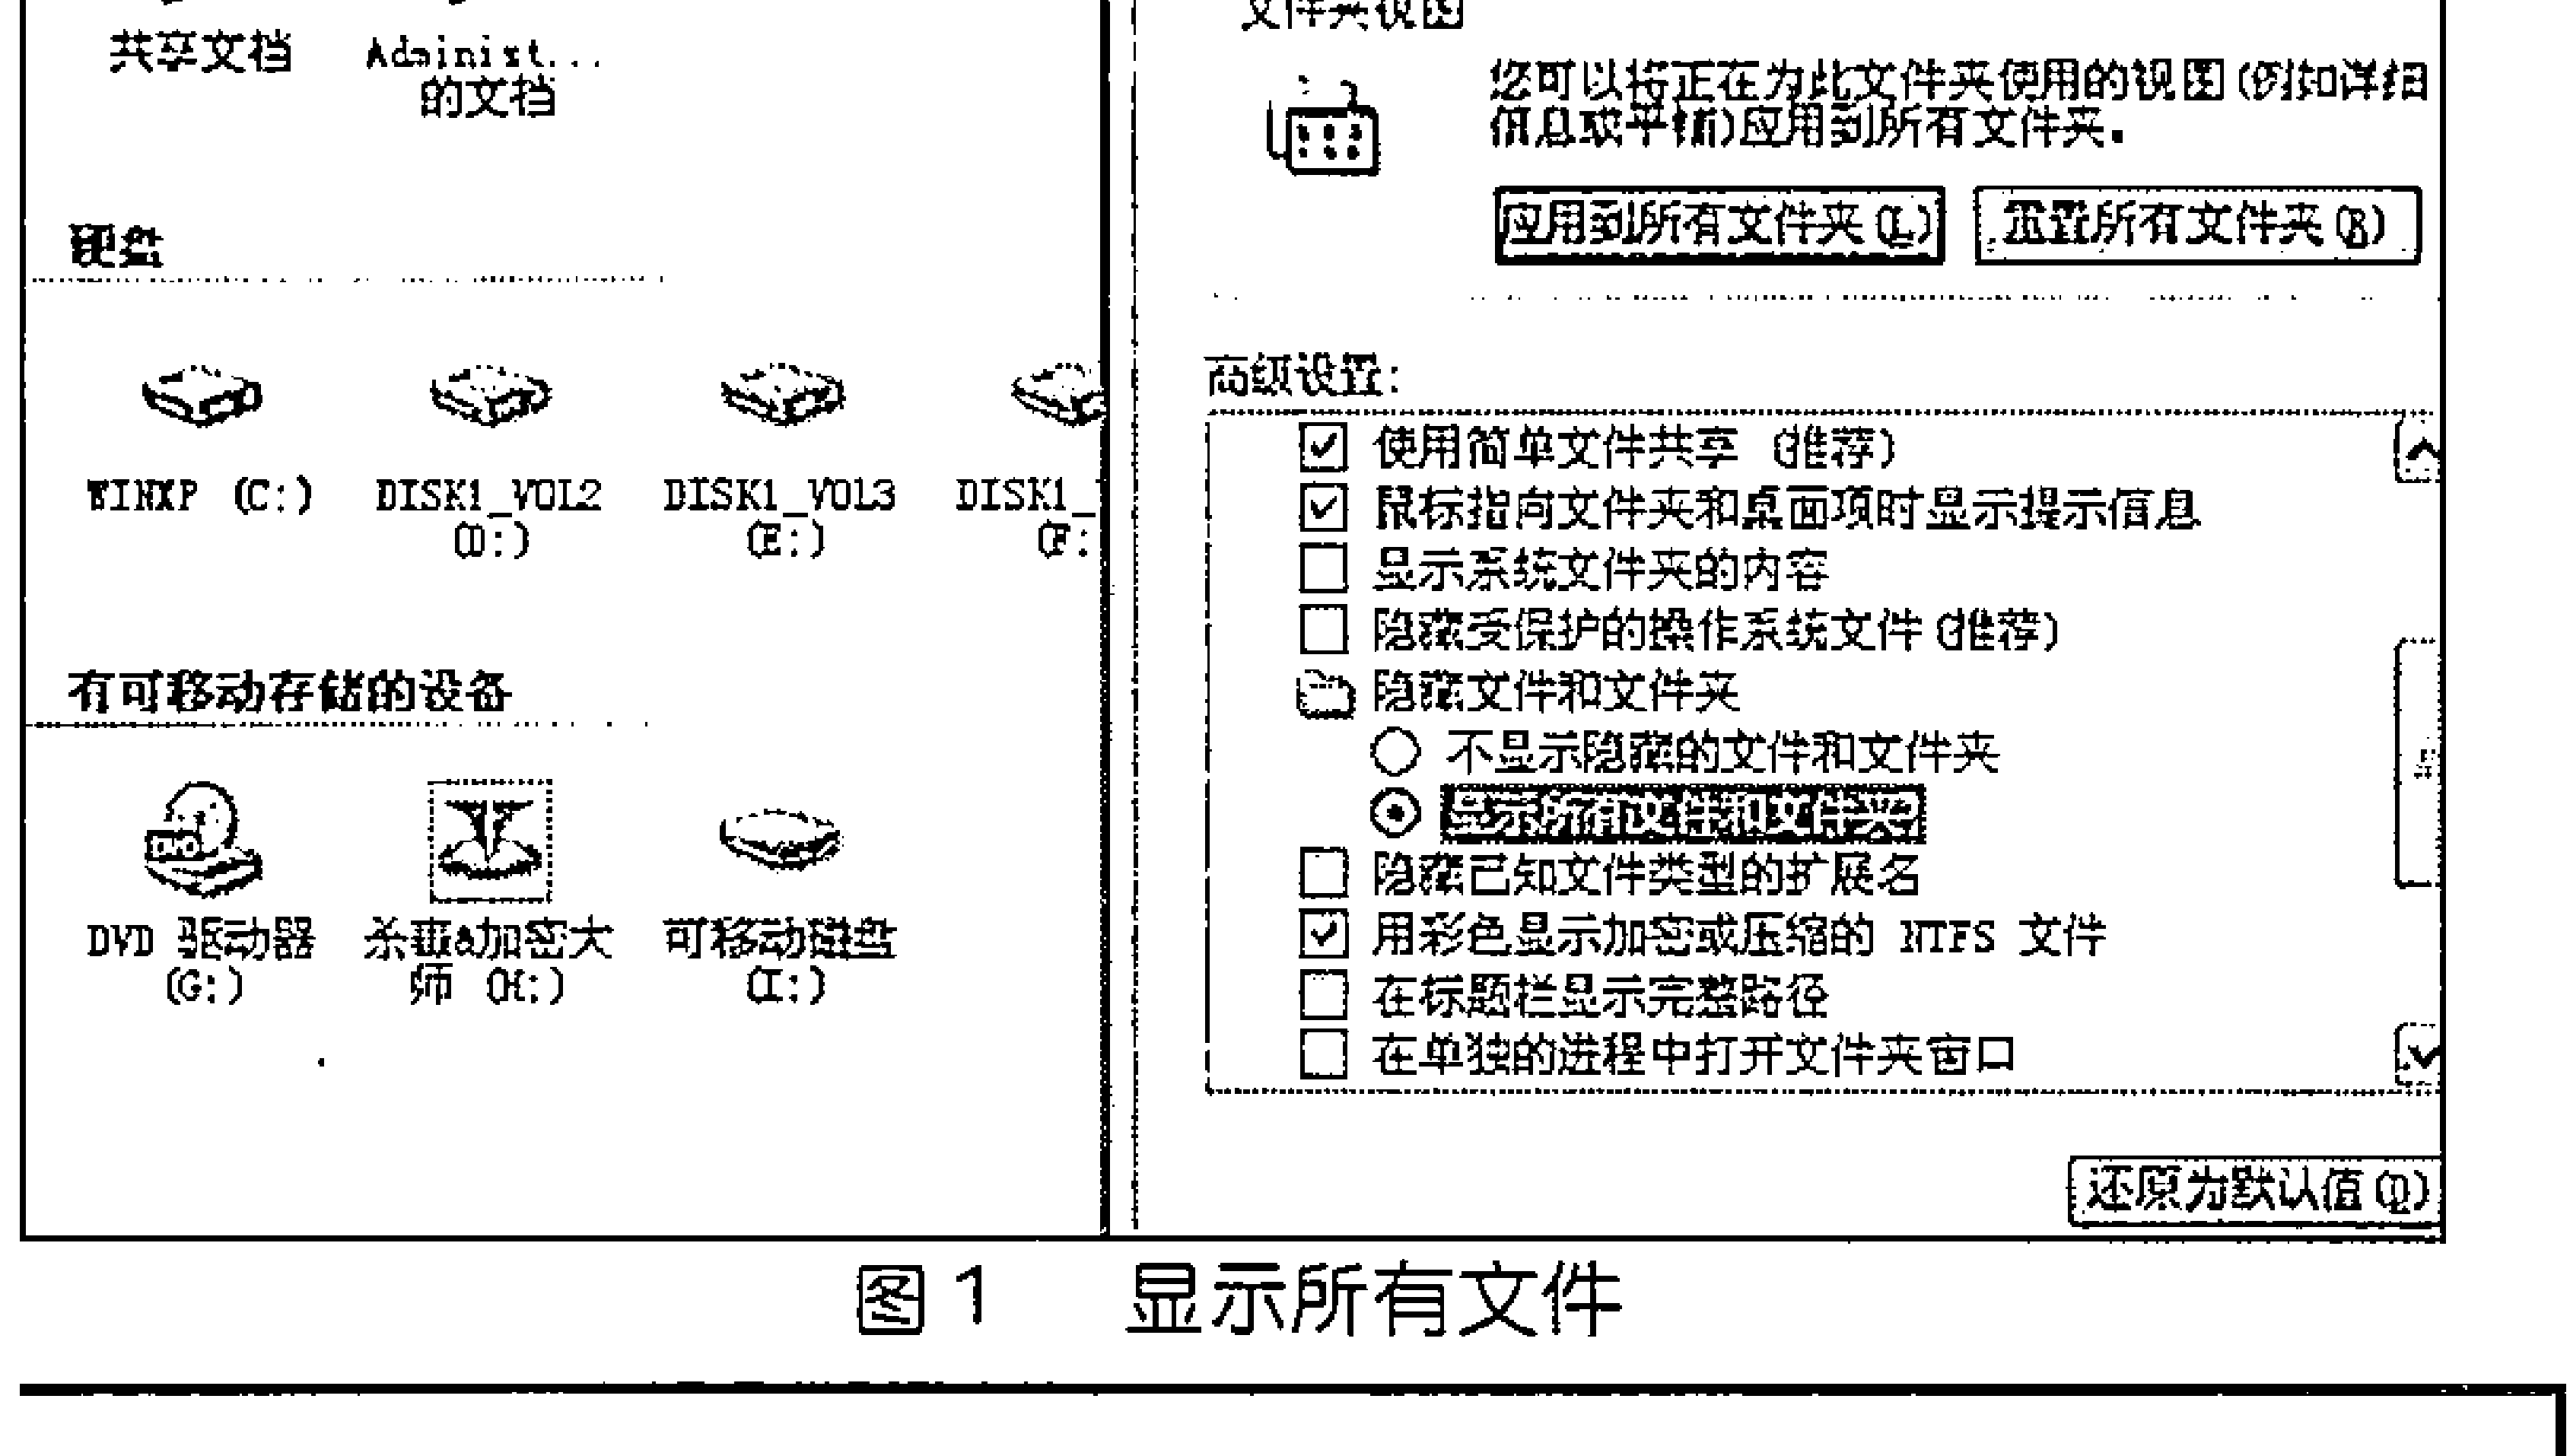 共享文档
Administ...
的文档
硬盘
WINXP (C:)
DISK1_VOL2
(D:)
DISK1_VOL3
(E:)
DISK1_
(F:
有可移动存储的设备
DVD 驱动器
(G:)
杀毒&加密大
师 (H:)
可移动磁盘
(I:)
文件夹视图
您可以将正在为此文件夹使用的视图(例如详细
信息或平铺)应用到所有文件夹。
应用到所有文件夹(L)
重置所有文件夹(R)
高级设置:
使用简单文件共享 (推荐)
鼠标指向文件夹和桌面项时显示提示信息
显示系统文件夹的内容
隐藏受保护的操作系统文件(推荐)
隐藏文件和文件夹
不显示隐藏的文件和文件夹
显示所有文件和文件夹
隐藏已知文件类型的扩展名
用彩色显示加密或压缩的 NTFS 文件
在标题栏显示完整路径
在单独的进程中打开文件夹窗口
还原为默认值(D)
图1 显示所有文件